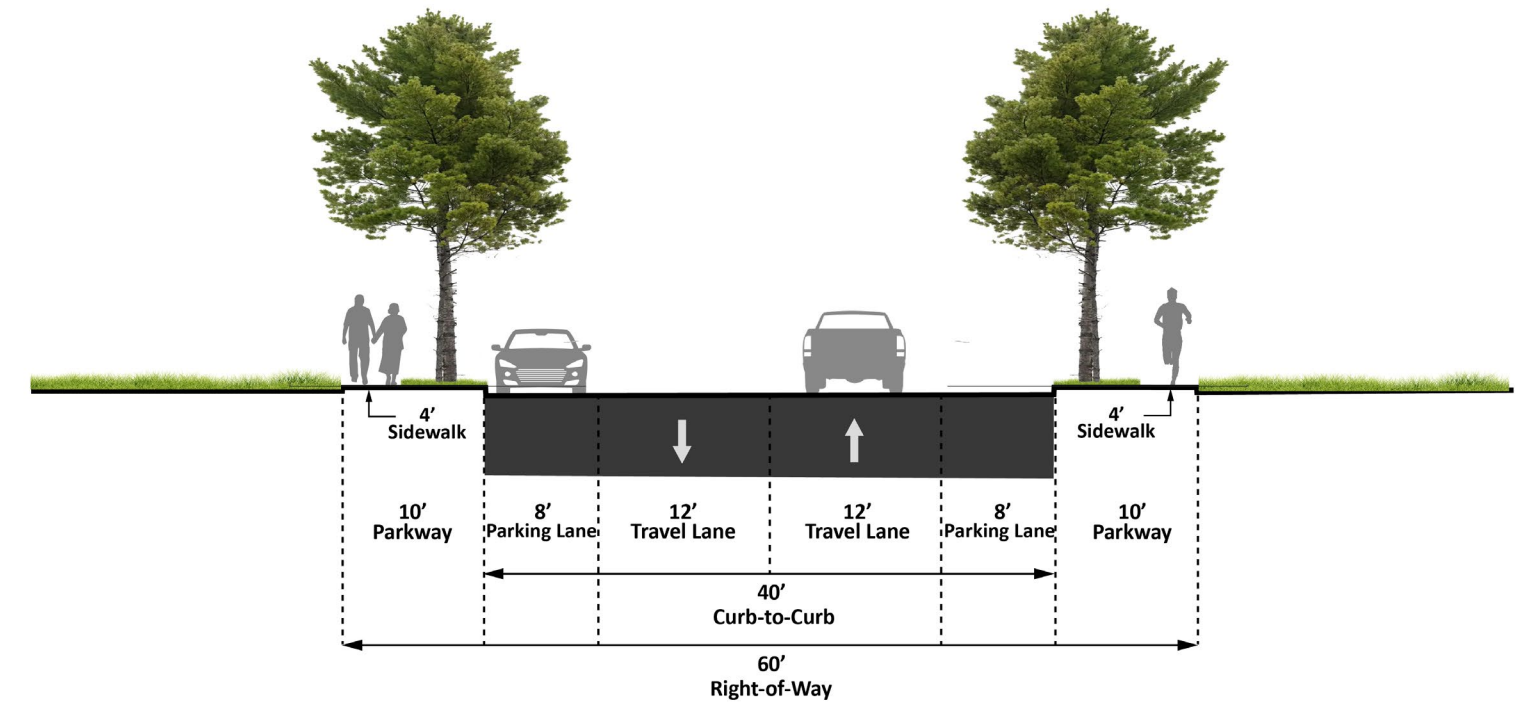 4’
Sidewalk
4’
Sidewalk
10’
Parkway
8’
Parking Lane
12’
Travel Lane
12’
Travel Lane
8’
Parking Lane
10’
Parkway
40’
Curb-to-Curb
60’
Right-of-Way